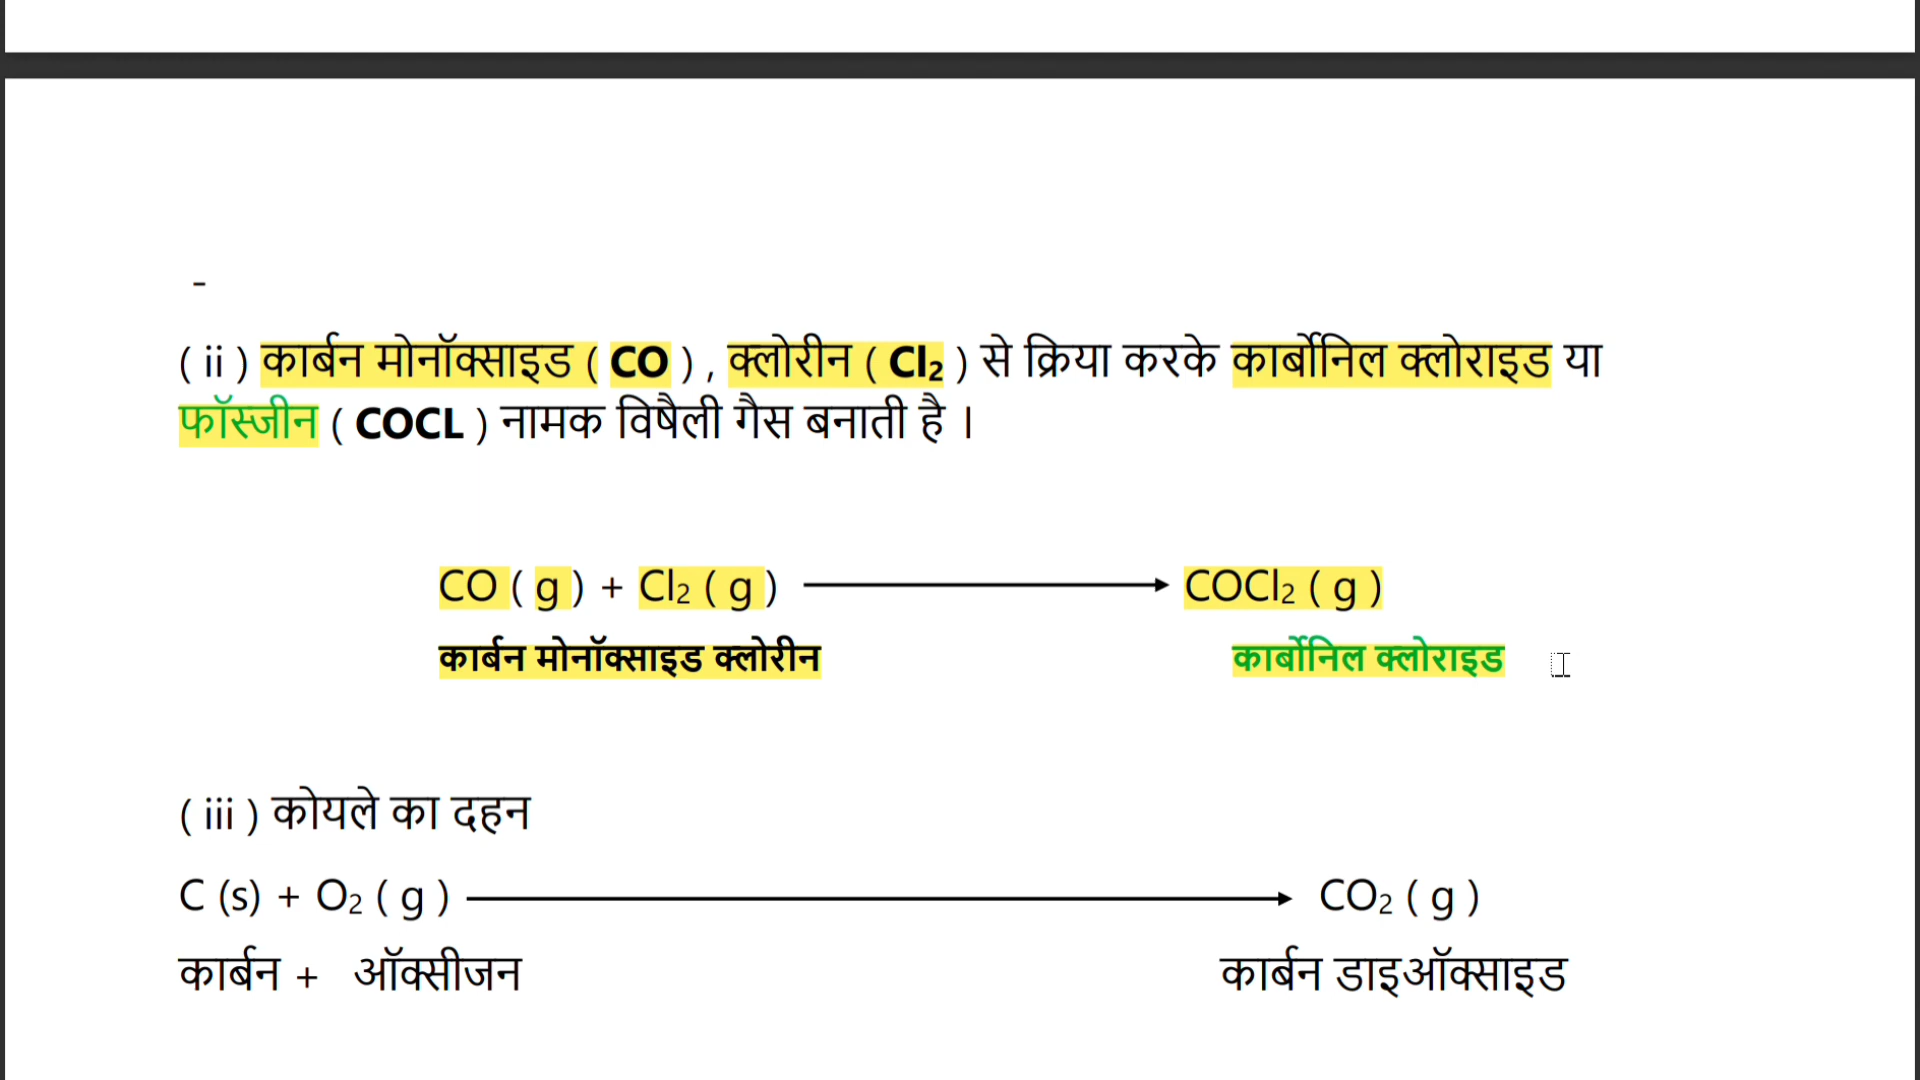 -
( ii ) कार्बन मोनॉक्साइड ( CO ) , क्लोरीन ( Cl₂ ) से क्रिया करके कार्बोनिल क्लोराइड या
फॉस्जीन ( COCL ) नामक विषैली गैस बनाती है ।
CO ( g ) + Cl₂ ( g ) ⟶ COCl₂ ( g )
कार्बन मोनॉक्साइड क्लोरीन कार्बोनिल क्लोराइड
( iii ) कोयले का दहन
C (s) + O₂ ( g ) ⟶ CO₂ ( g )
कार्बन + ऑक्सीजन कार्बन डाइऑक्साइड